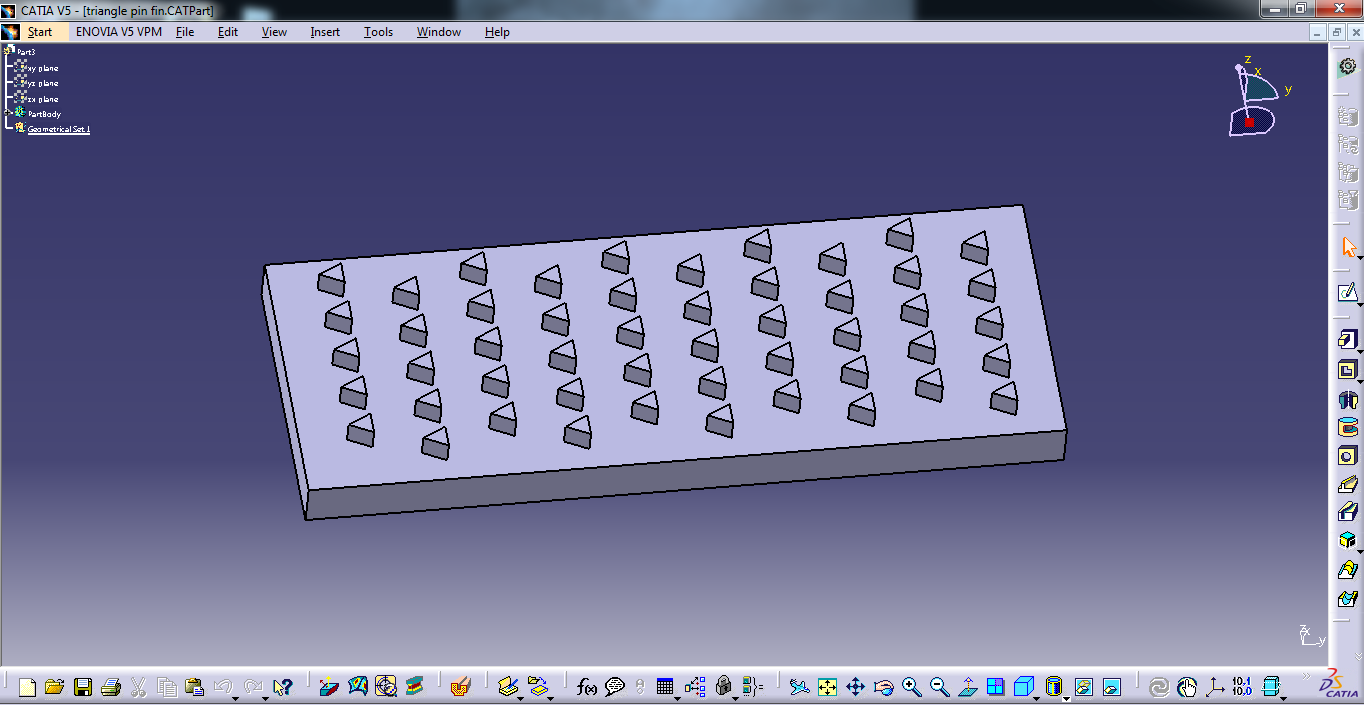 CATIA V5 - [triangle pin fin.CATPart]
Start ENOVIA V5 VPM File Edit View Insert Tools Window Help
Part3
xy plane
yz plane
zx plane
PartBody
Geometrical Set.1
z
x
y
z x
y
f(x)
10.1
10.0
DS
CATIA